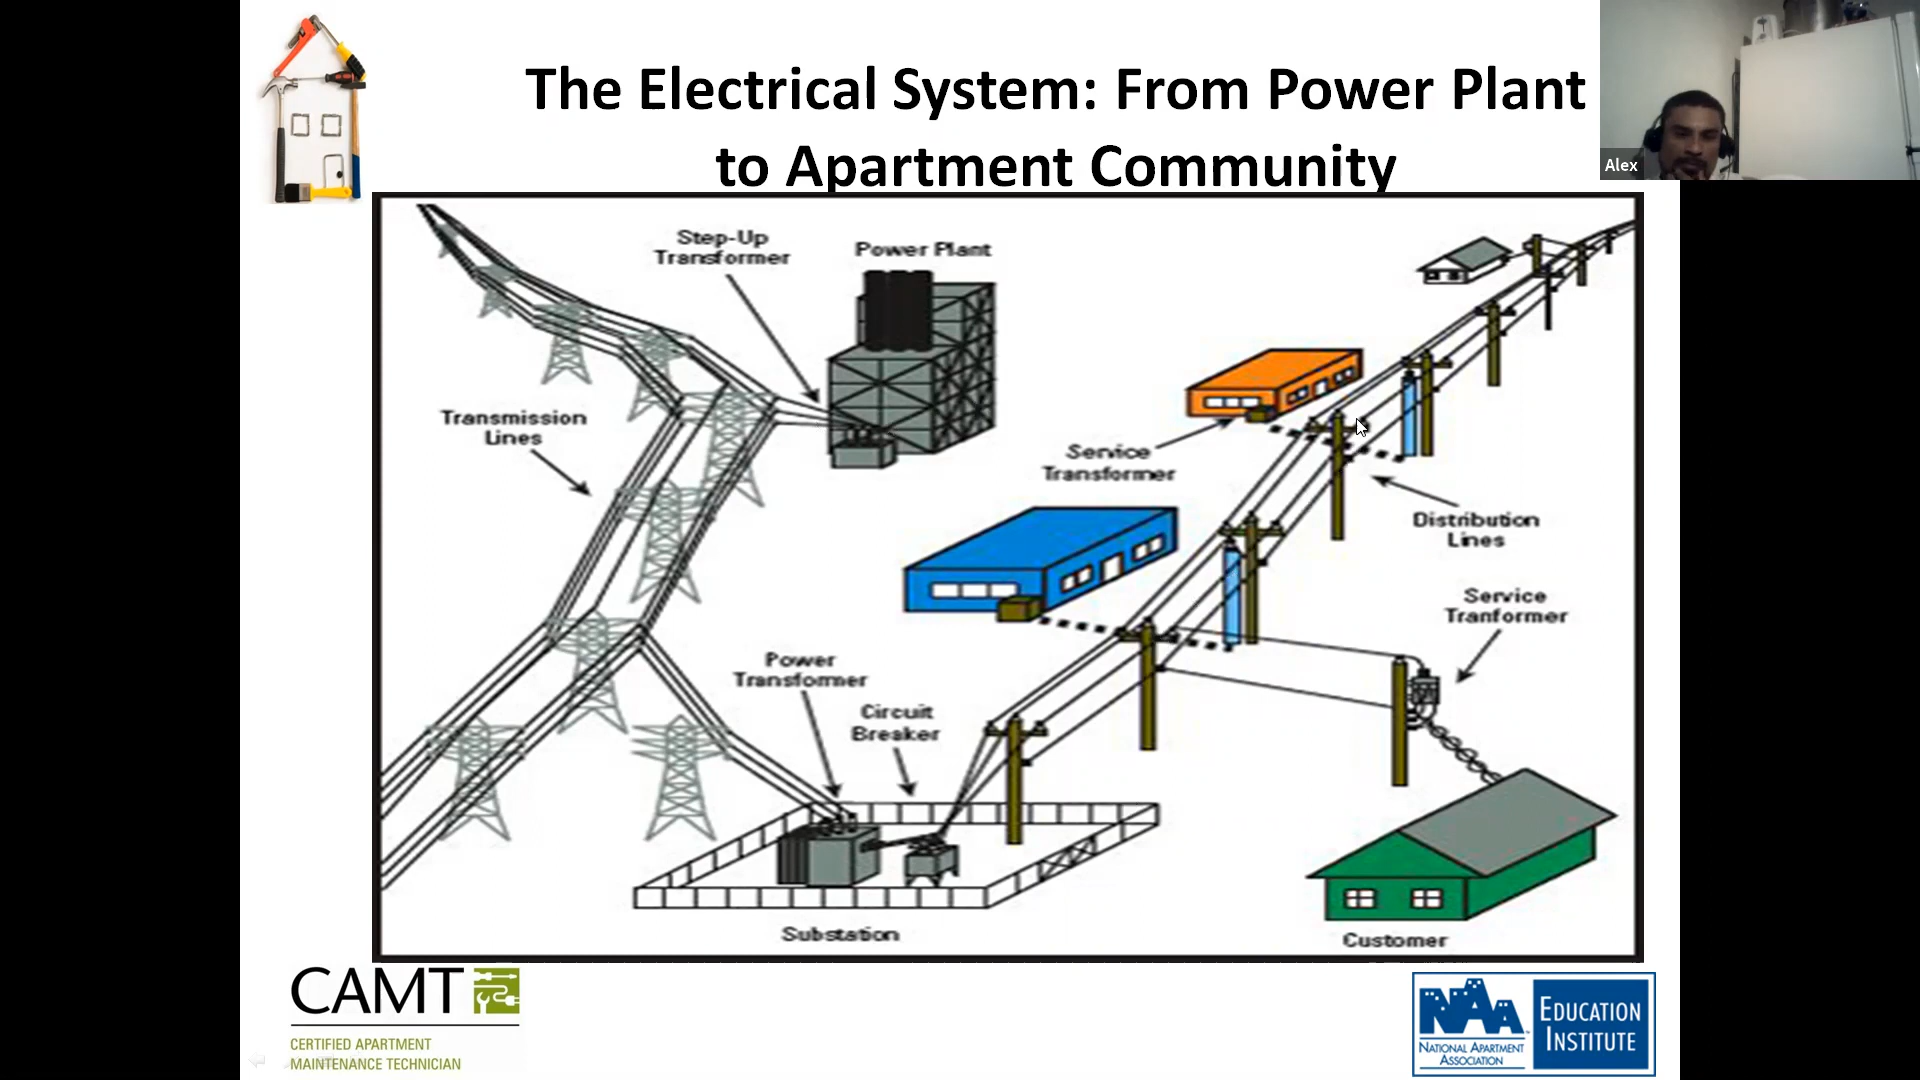 The Electrical System: From Power Plant
to Apartment Community
Alex
Step-Up
Transformer
Power Plant
Transmission
Lines
Service
Transformer
Distribution
Lines
Service
Tranformer
Power
Transformer
Circuit
Breaker
Substation
Customer
CAMT
CERTIFIED APARTMENT
MAINTENANCE TECHNICIAN
NAA
NATIONAL APARTMENT
ASSOCIATION
EDUCATION
INSTITUTE